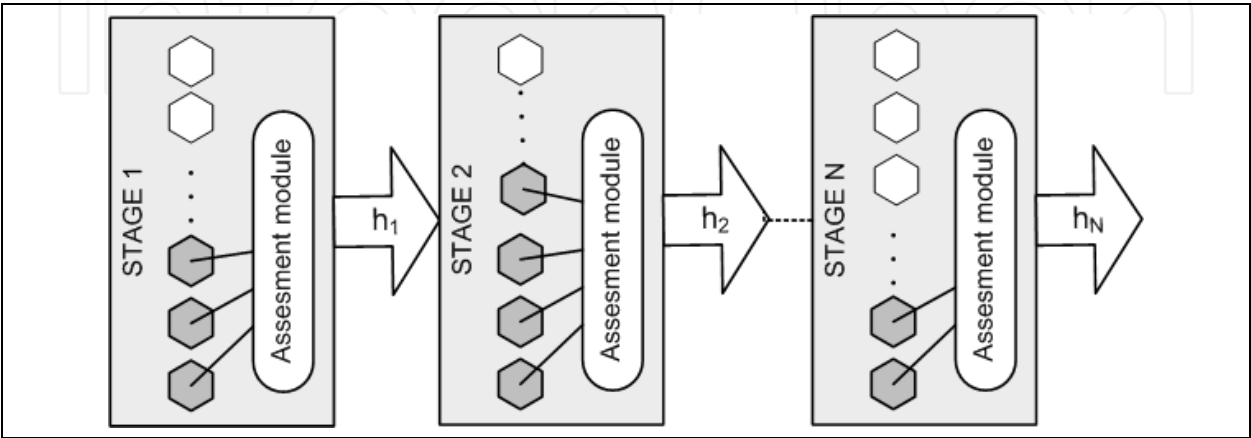 STAGE 1
Assesment module
h₁
STAGE 2
Assesment module
h₂
STAGE N
Assesment module
hN